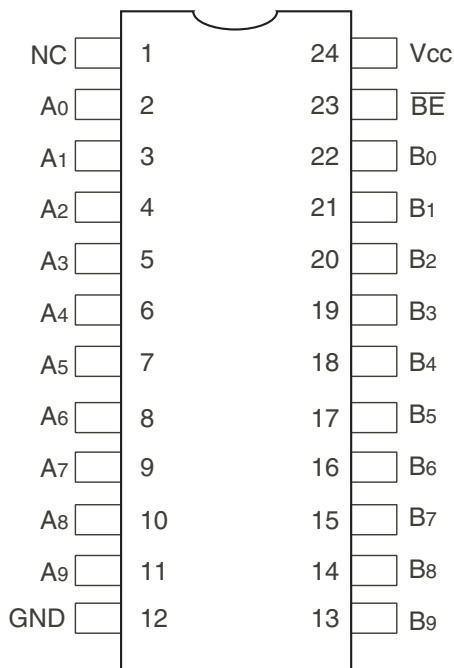 NC 1 24 Vcc
A0 2 23 B̅E̅
A1 3 22 B0
A2 4 21 B1
A3 5 20 B2
A4 6 19 B3
A5 7 18 B4
A6 8 17 B5
A7 9 16 B6
A8 10 15 B7
A9 11 14 B8
GND 12 13 B9